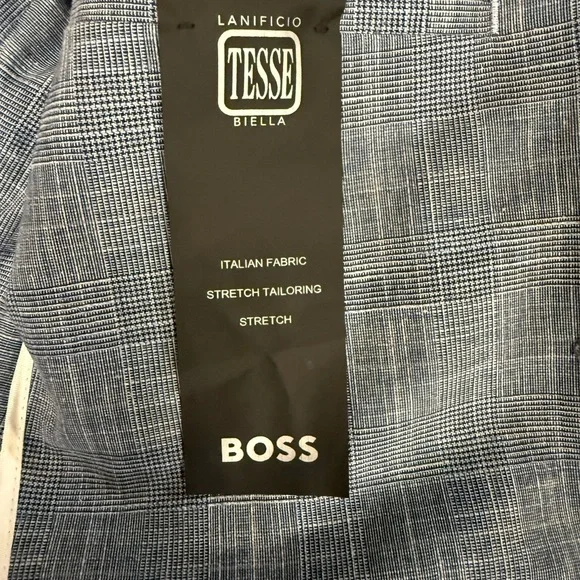 LANIFICIO
TESSE
BIELLA
ITALIAN FABRIC
STRETCH TAILORING
STRETCH
BOSS